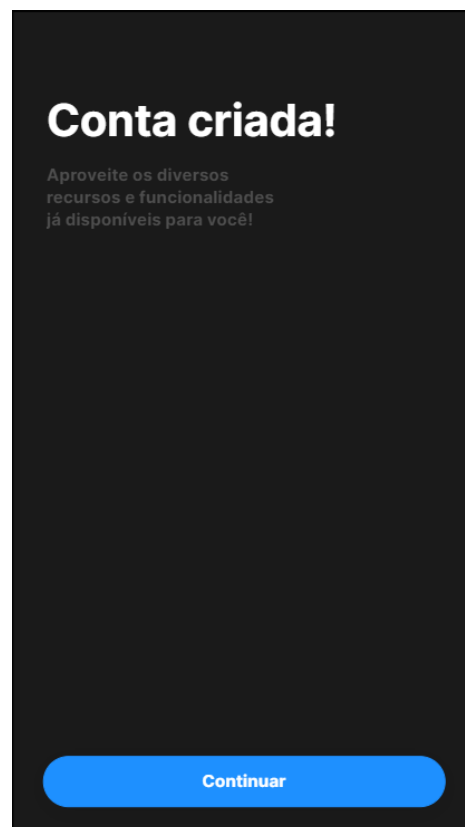 Conta criada!
Aproveite os diversos
recursos e funcionalidades
já disponíveis para você!
Continuar